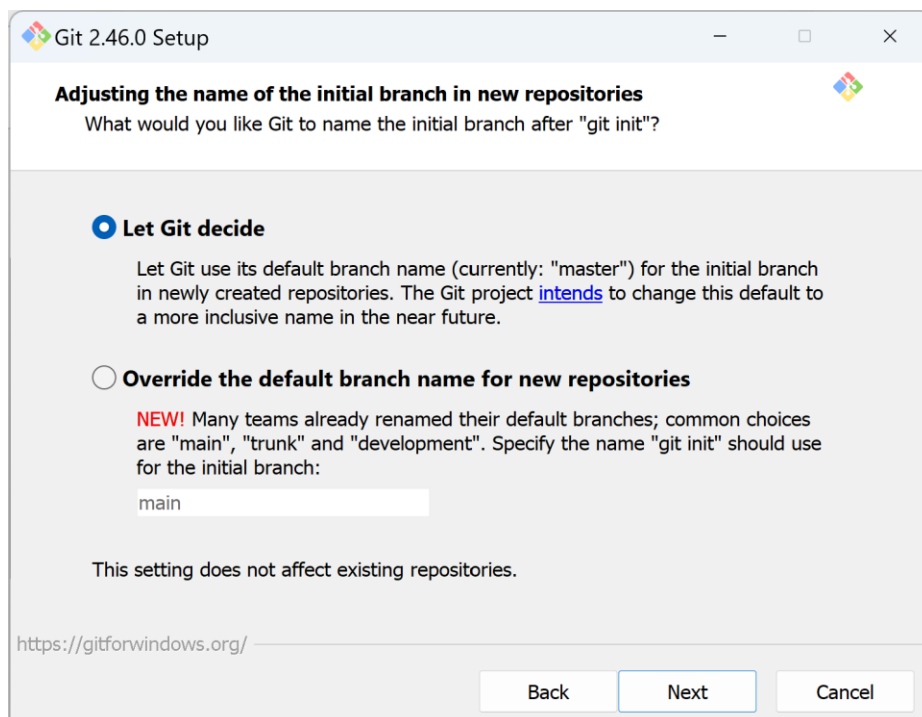 Git 2.46.0 Setup
Adjusting the name of the initial branch in new repositories
What would you like Git to name the initial branch after "git init"?
Let Git decide
Let Git use its default branch name (currently: "master") for the initial branch
in newly created repositories. The Git project intends to change this default to
a more inclusive name in the near future.
Override the default branch name for new repositories
NEW! Many teams already renamed their default branches; common choices
are "main", "trunk" and "development". Specify the name "git init" should use
for the initial branch:
main
This setting does not affect existing repositories.
https://gitforwindows.org/
Back
Next
Cancel